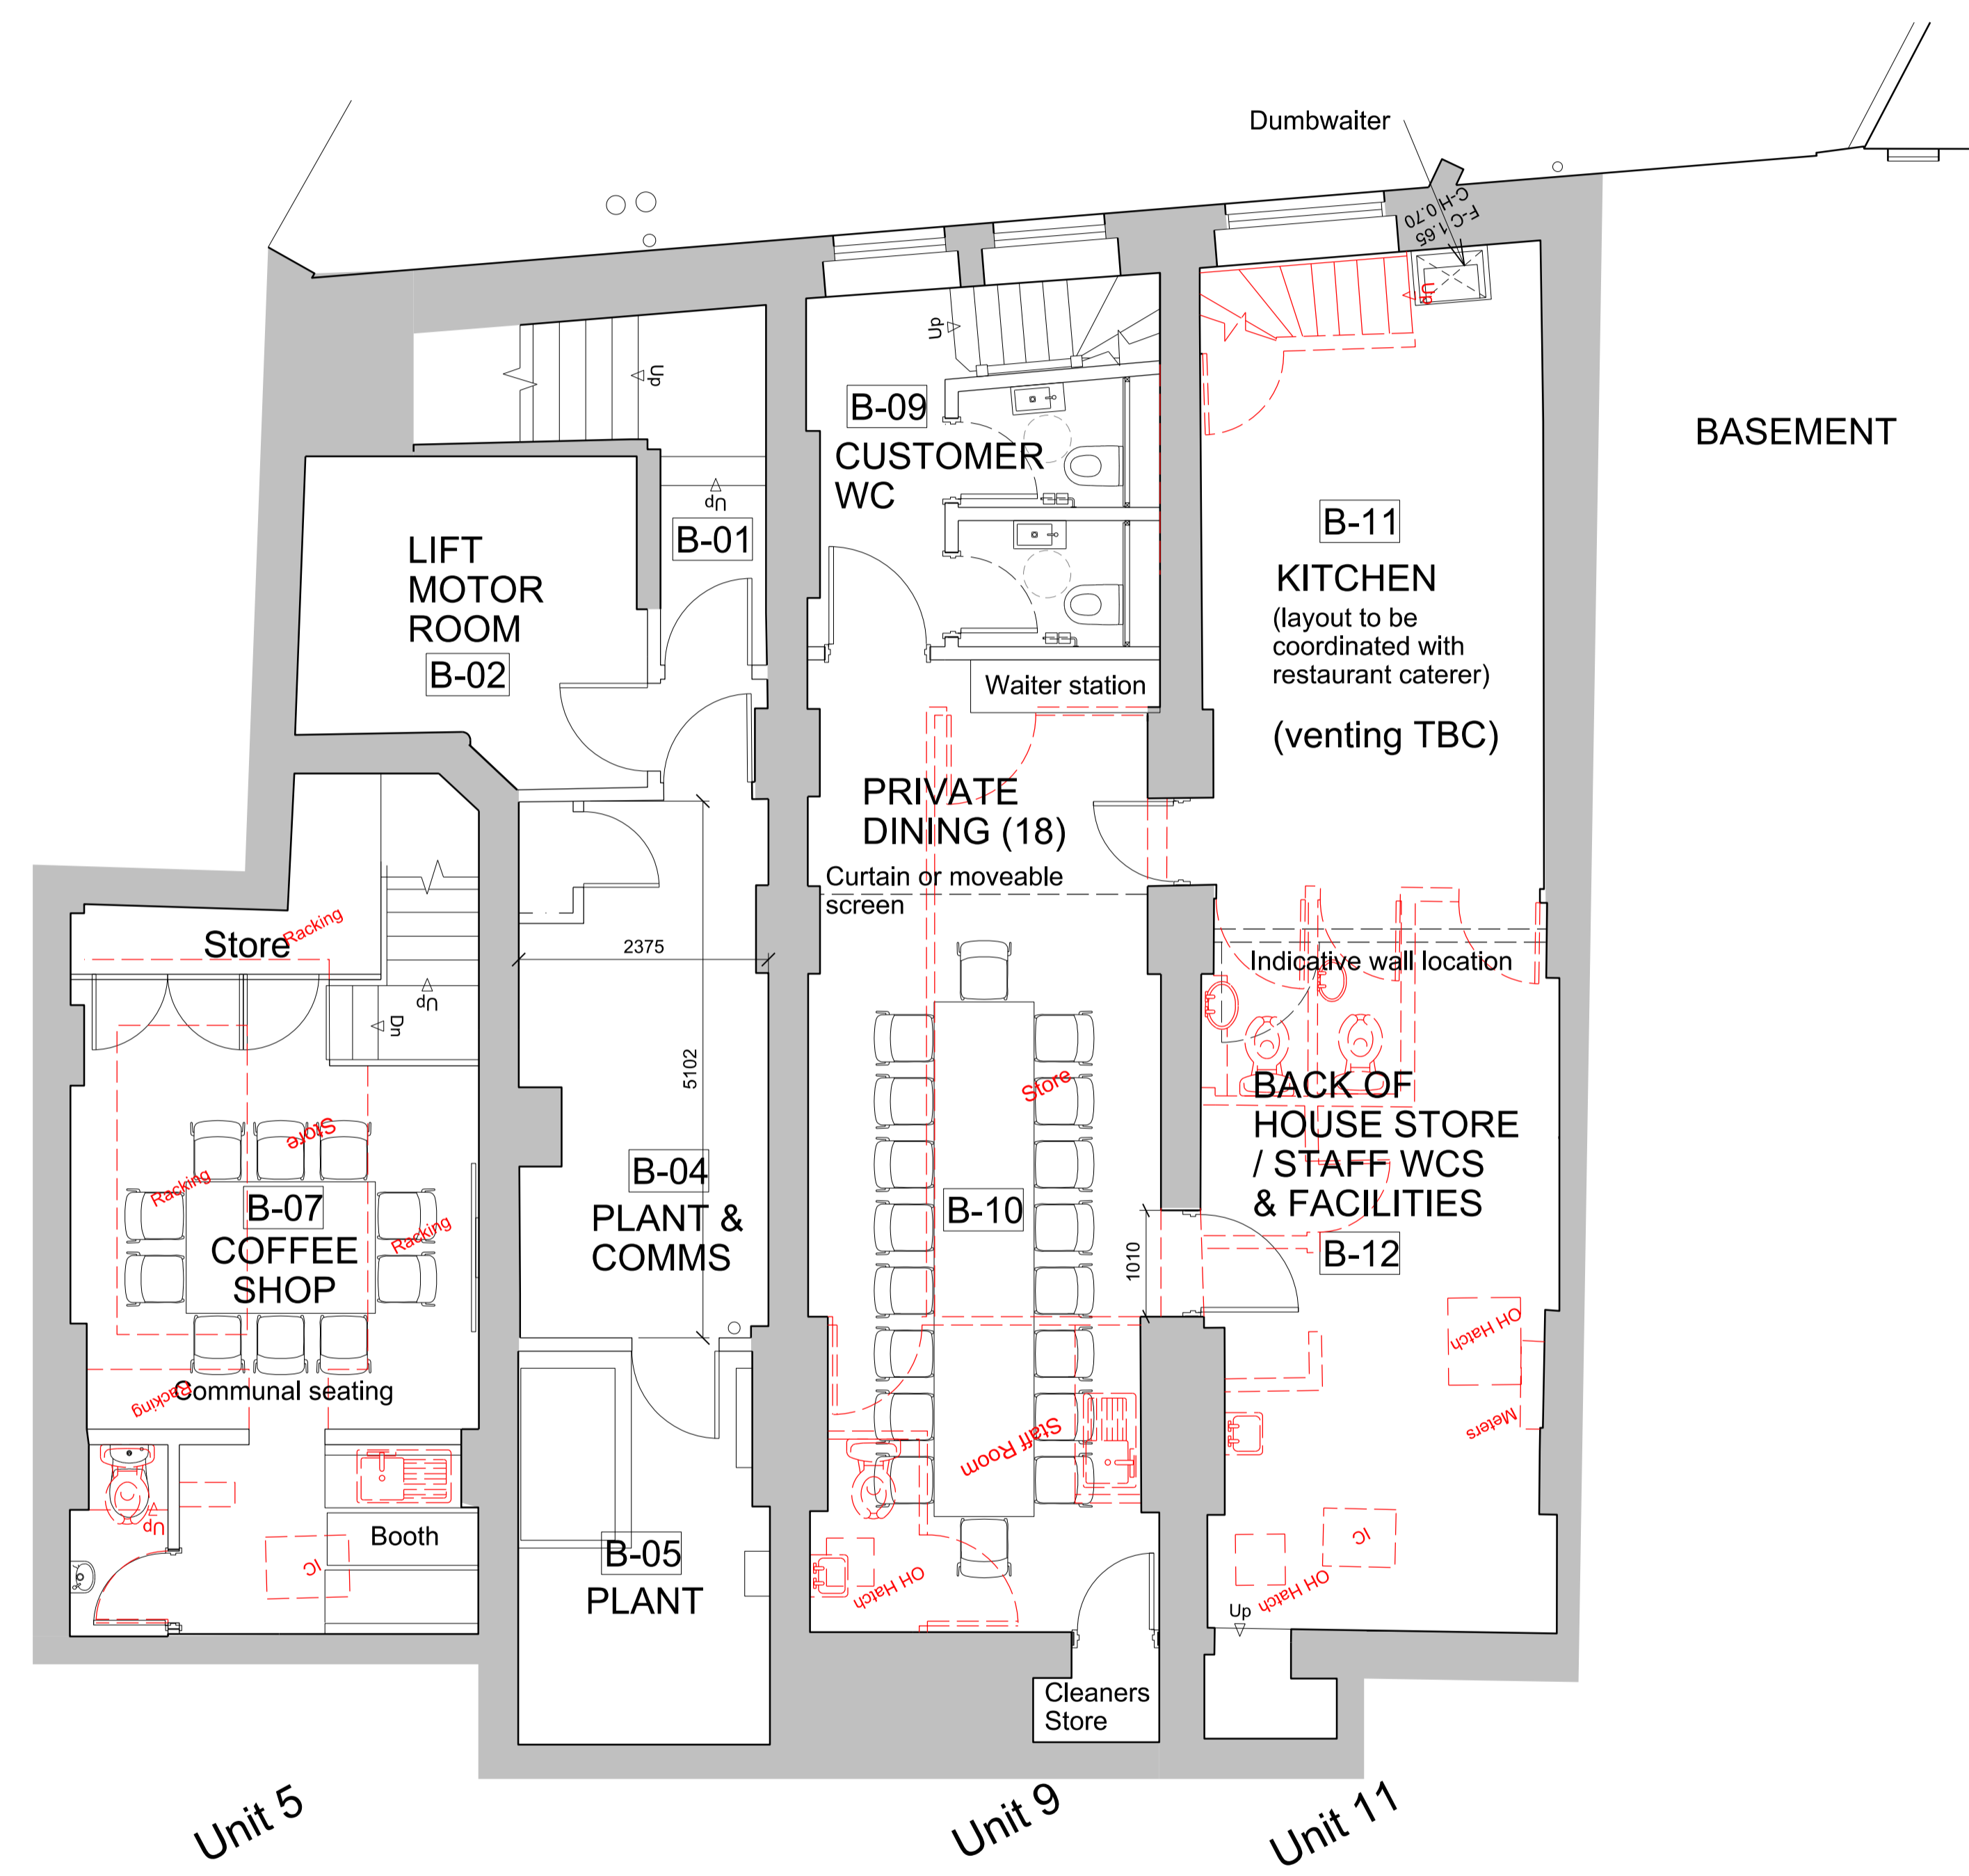 Dumbwaiter
F-C 1.65
C-H 0.70
Up
Up
Up
BASEMENT
B-09
CUSTOMER
WC
Up
B-01
LIFT
MOTOR
ROOM
B-02
B-11
KITCHEN
(layout to be
coordinated with
restaurant caterer)
(venting TBC)
Waiter station
PRIVATE
DINING (18)
Curtain or moveable
screen
Store
Racking
2375
Indicative wall location
Up
Dn
5102
Store
BACK OF
HOUSE STORE
/ STAFF WCS
& FACILITIES
B-12
Store
Racking
B-07
COFFEE
SHOP
Racking
B-04
PLANT &
COMMS
B-10
1010
OH Hatch
Meters
Racking
Communal seating
Staff Room
Up
Booth
IC
B-05
PLANT
OH Hatch
IC
OH Hatch
Up
Cleaners
Store
Unit 5
Unit 9
Unit 11